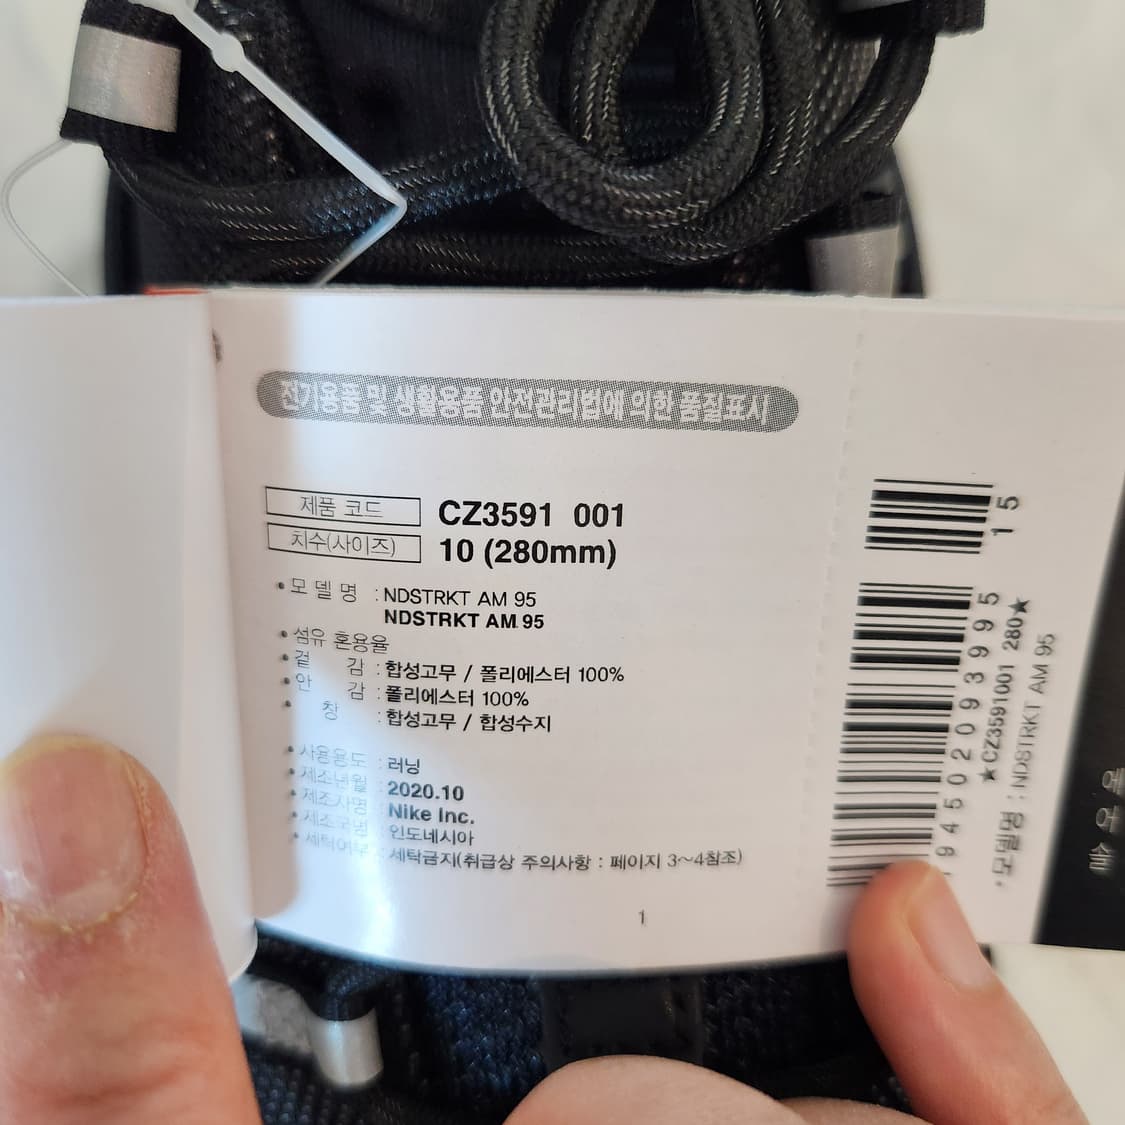 전기용품 및 생활용품 안전관리법에 의한 품질표시
제품 코드 CZ3591 001
치수(사이즈) 10 (280mm)
• 모 델 명 : NDSTRKT AM 95
NDSTRKT AM 95
• 섬유 혼용율
• 겉 감 : 합성고무 / 폴리에스터 100%
• 안 감 : 폴리에스터 100%
• 창 : 합성고무 / 합성수지
• 사용용도 : 러닝
• 제조년월 : 2020.10
• 제조사명 : Nike Inc.
• 제조국명 : 인도네시아
• 세탁여부 : 세탁금지(취급상 주의사항 : 페이지 3~4참조)
1
15
194502093995
★CZ3591001 280★
• 모델명 : NDSTRKT AM 95
에
어
솔